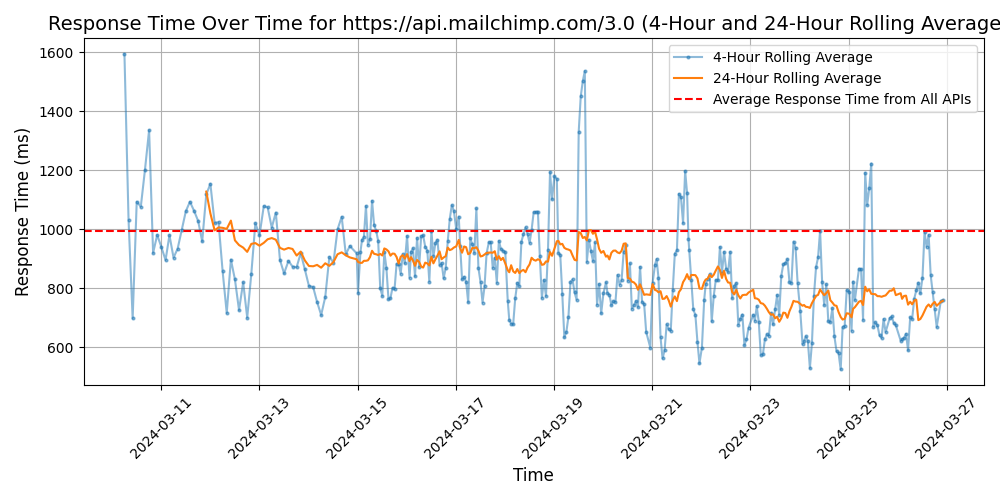 Response Time Over Time for https://api.mailchimp.com/3.0 (4-Hour and 24-Hour Rolling Average
4-Hour Rolling Average
24-Hour Rolling Average
Average Response Time from All APIs
Response Time (ms)
1600
1400
1200
1000
800
600
2024-03-11
2024-03-13
2024-03-15
2024-03-17
2024-03-19
2024-03-21
2024-03-23
2024-03-25
2024-03-27
Time